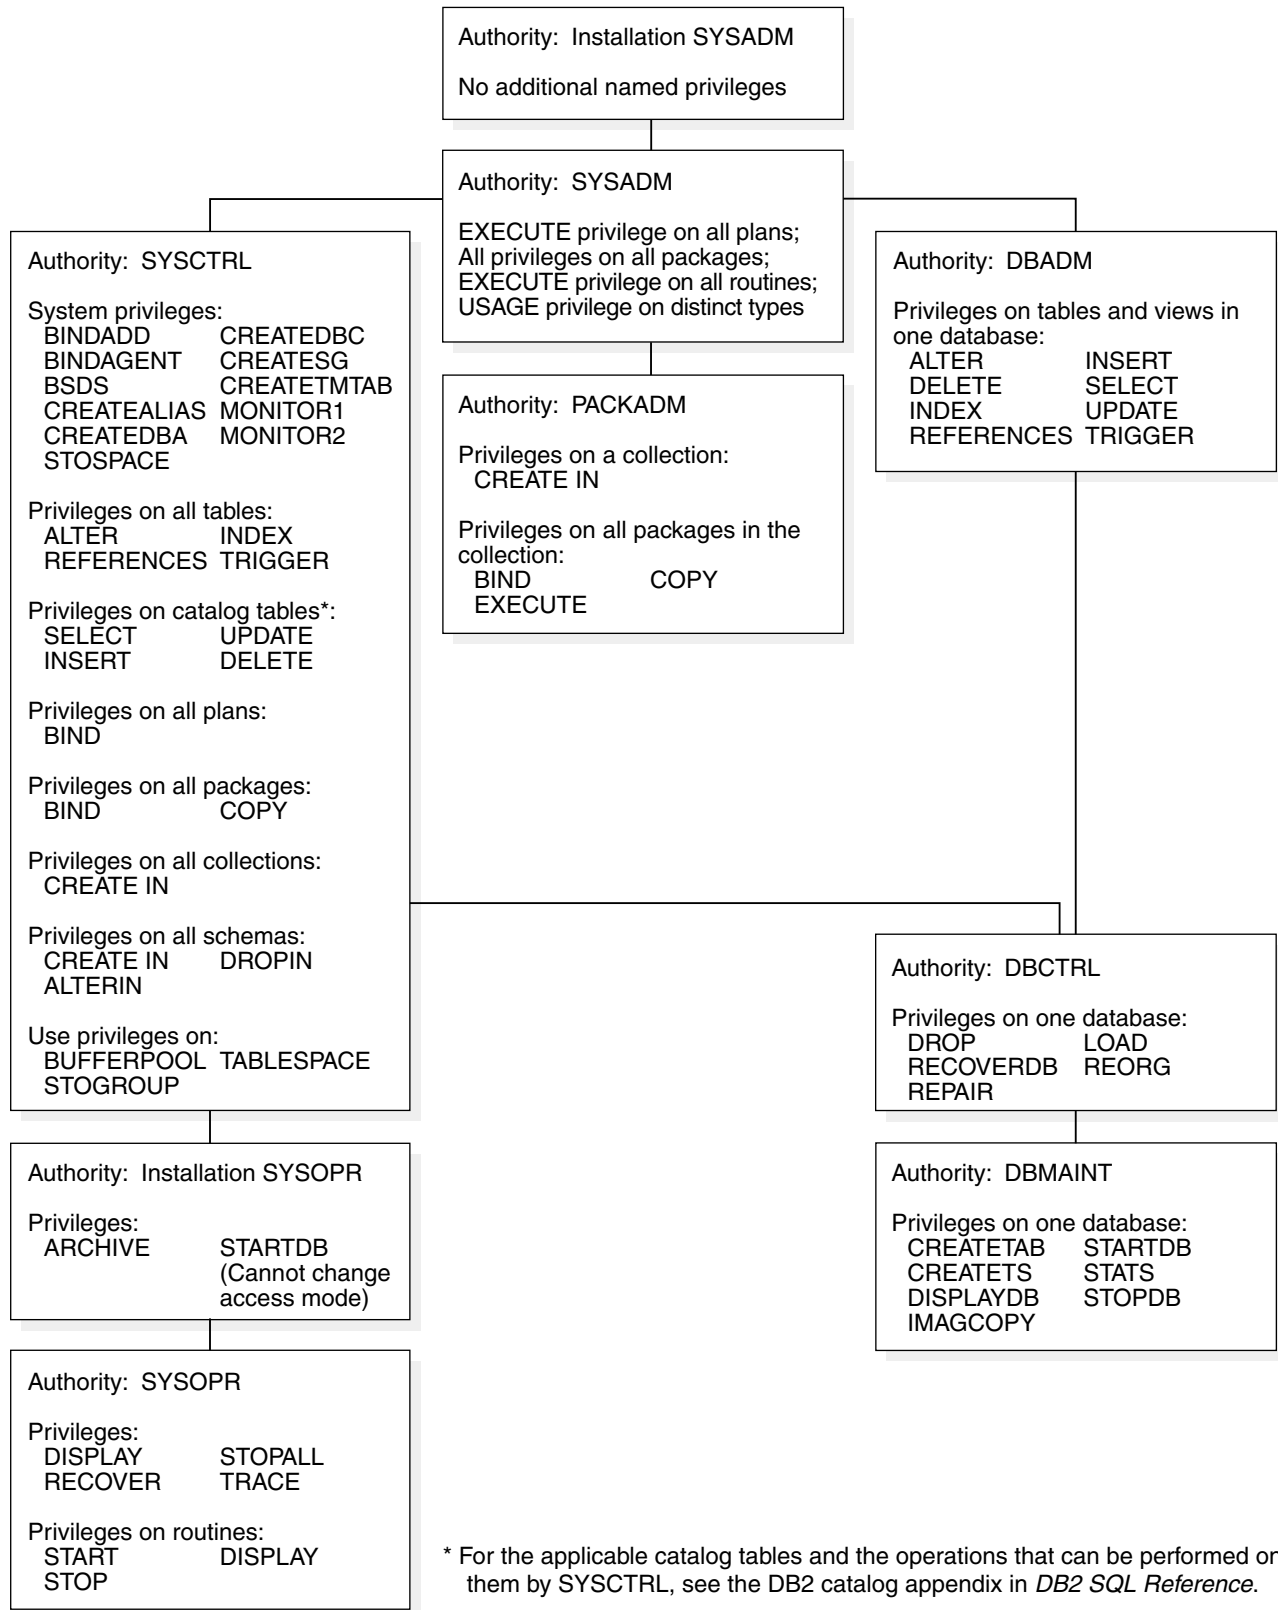 Authority: Installation SYSADM
No additional named privileges
Authority: SYSADM
EXECUTE privilege on all plans;
All privileges on all packages;
EXECUTE privilege on all routines;
USAGE privilege on distinct types
Authority: SYSCTRL
System privileges:
BINDADD CREATEDBC
BINDAGENT CREATESG
BSDS CREATETMTAB
CREATEALIAS MONITOR1
CREATEDBA MONITOR2
STOSPACE
Privileges on all tables:
ALTER INDEX
REFERENCES TRIGGER
Privileges on catalog tables*:
SELECT UPDATE
INSERT DELETE
Privileges on all plans:
BIND
Privileges on all packages:
BIND COPY
Privileges on all collections:
CREATE IN
Privileges on all schemas:
CREATE IN DROPIN
ALTERIN
Use privileges on:
BUFFERPOOL TABLESPACE
STOGROUP
Authority: PACKADM
Privileges on a collection:
CREATE IN
Privileges on all packages in the
collection:
BIND COPY
EXECUTE
Authority: DBADM
Privileges on tables and views in
one database:
ALTER INSERT
DELETE SELECT
INDEX UPDATE
REFERENCES TRIGGER
Authority: DBCTRL
Privileges on one database:
DROP LOAD
RECOVERDB REORG
REPAIR
Authority: Installation SYSOPR
Privileges:
ARCHIVE STARTDB
(Cannot change
access mode)
Authority: DBMAINT
Privileges on one database:
CREATETAB STARTDB
CREATETS STATS
DISPLAYDB STOPDB
IMAGCOPY
Authority: SYSOPR
Privileges:
DISPLAY STOPALL
RECOVER TRACE
Privileges on routines:
START DISPLAY
STOP
* For the applicable catalog tables and the operations that can be performed on
them by SYSCTRL, see the DB2 catalog appendix in DB2 SQL Reference.